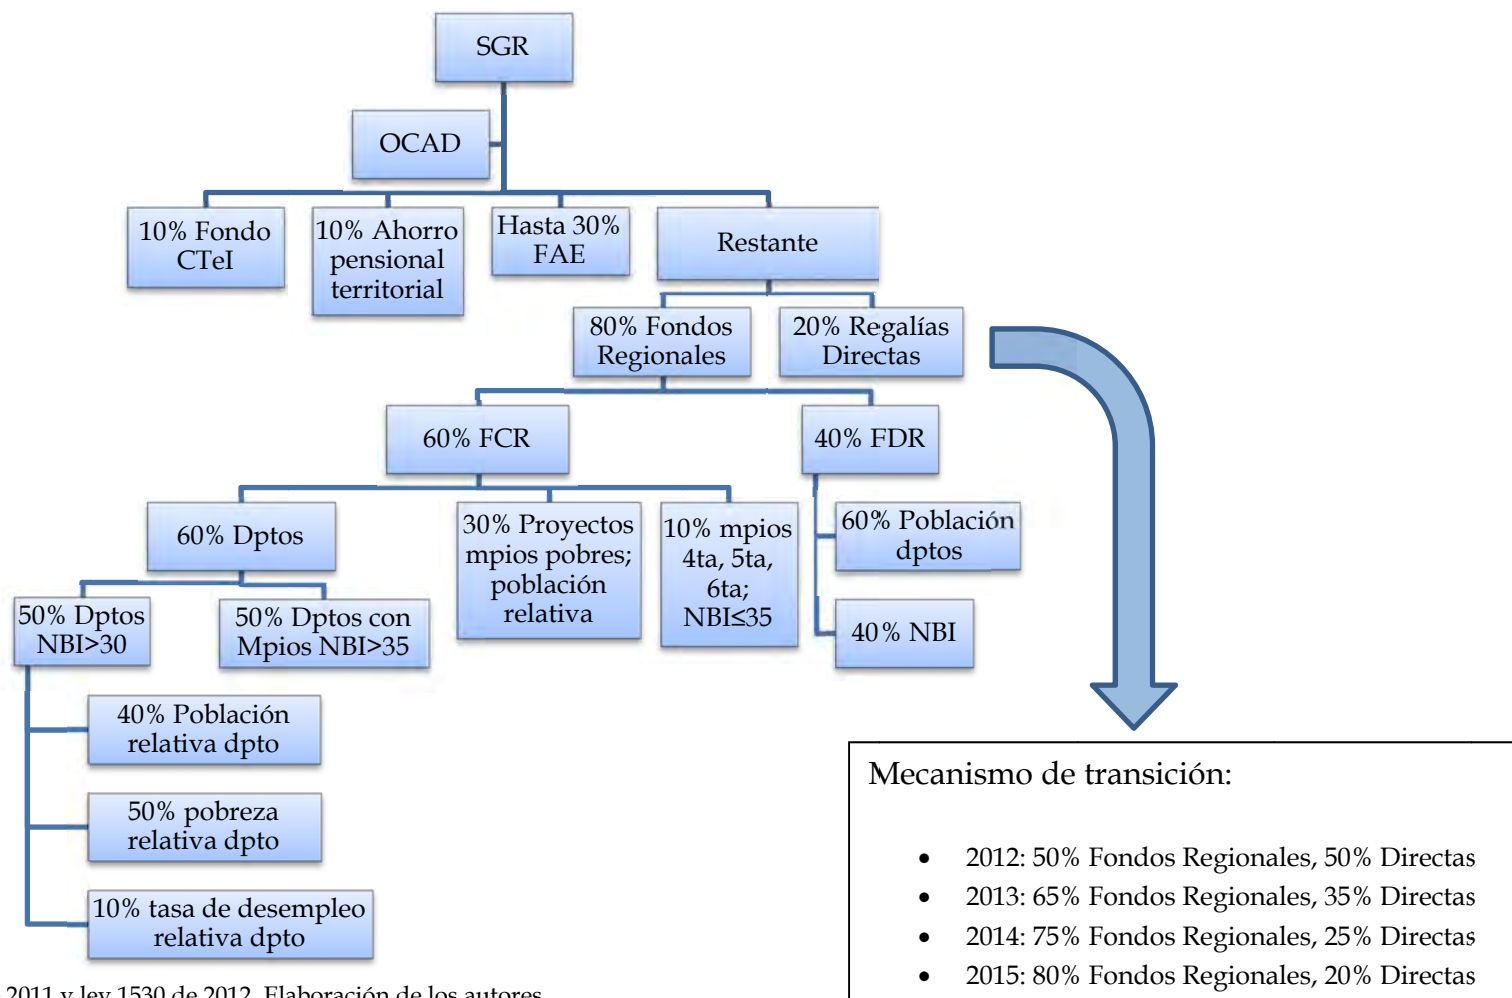 SGR
OCAD
10% Fondo
CTeI
10% Ahorro
pensional
territorial
Hasta 30%
FAE
Restante
80% Fondos
Regionales
20% Regalías
Directas
60% FCR
40% FDR
60% Dptos
30% Proyectos
mpios pobres;
población
relativa
10% mpios
4ta, 5ta,
6ta;
NBI≤35
60% Población
dptos
40% NBI
50% Dptos
NBI>30
50% Dptos con
Mpios NBI>35
40% Población
relativa dpto
50% pobreza
relativa dpto
10% tasa de desempleo
relativa dpto
Mecanismo de transición:
• 2012: 50% Fondos Regionales, 50% Directas
• 2013: 65% Fondos Regionales, 35% Directas
• 2014: 75% Fondos Regionales, 25% Directas
• 2015: 80% Fondos Regionales, 20% Directas
2011 y ley 1530 de 2012. Elaboración de los autores